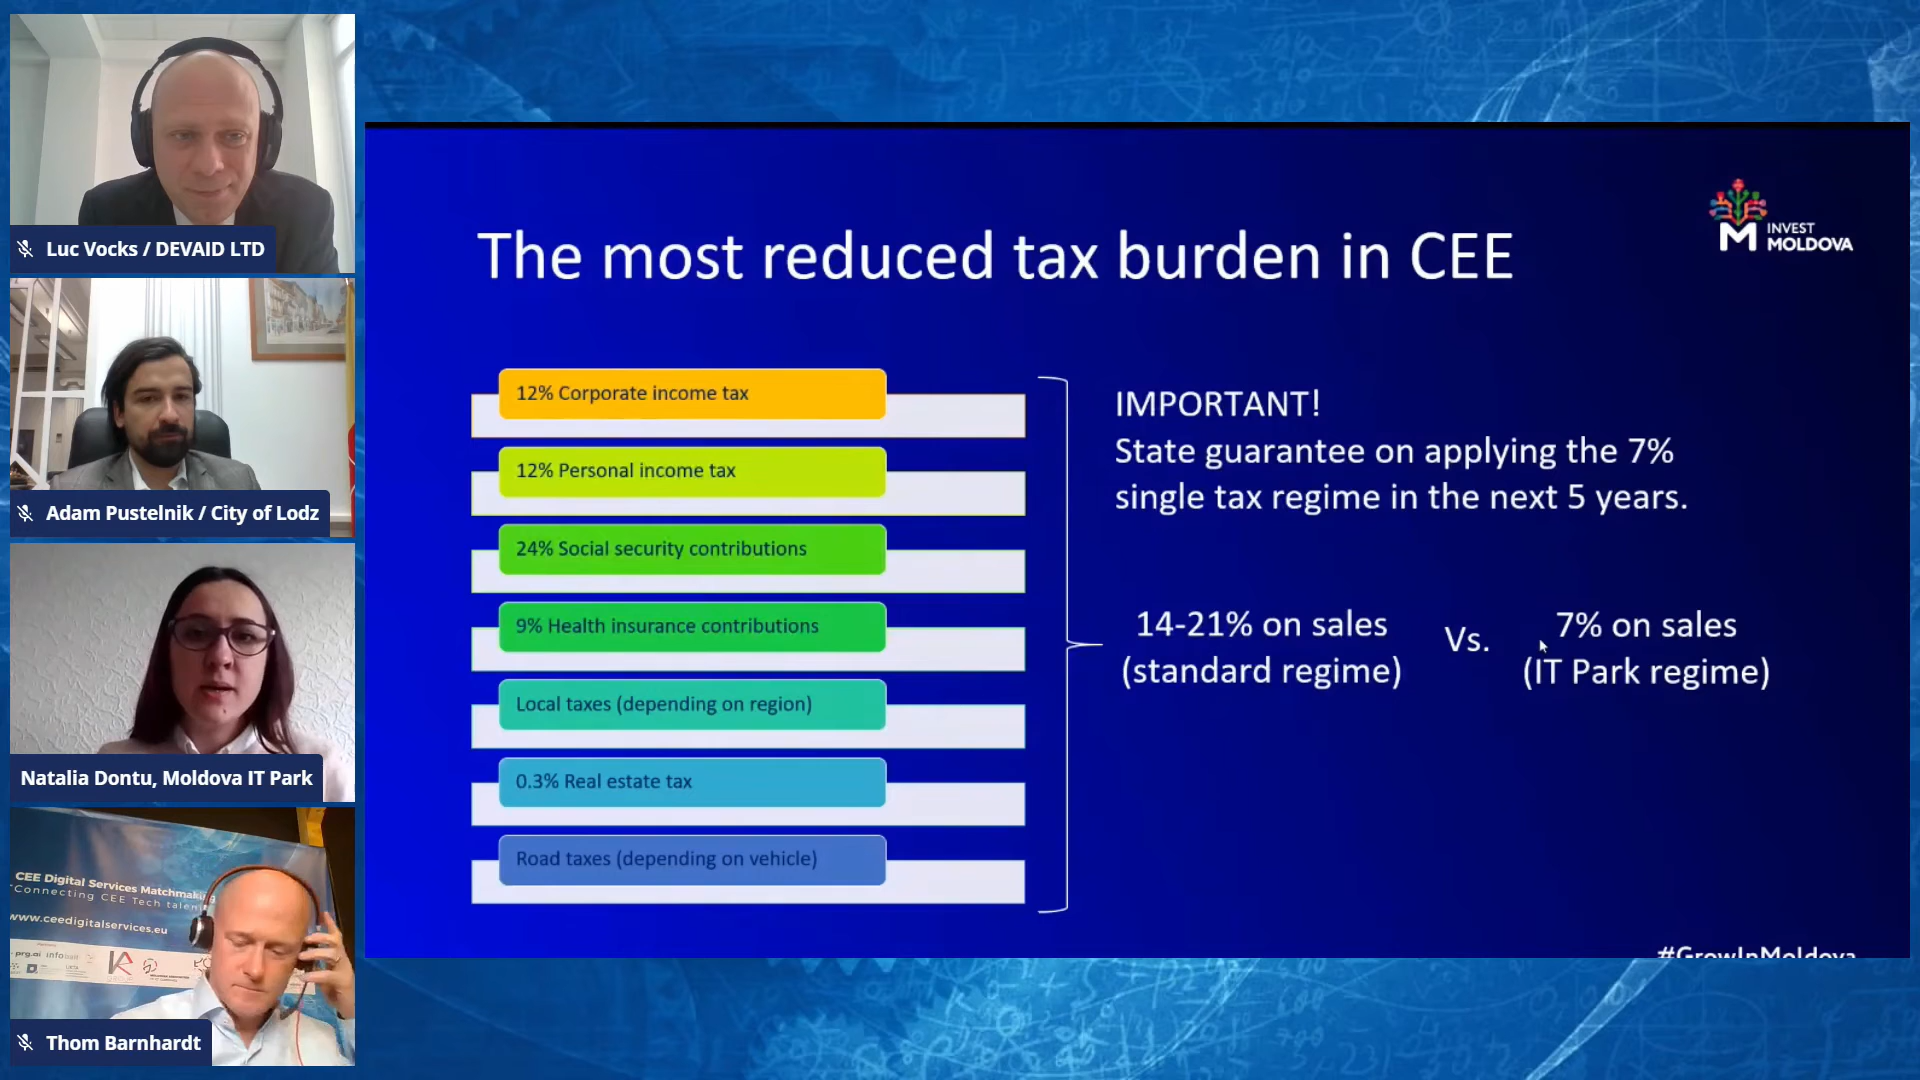 Luc Vocks / DEVAID LTD
Adam Pustelnik / City of Lodz
Natalia Dontu, Moldova IT Park
CEE Digital Services Matchmaking
"Connecting CEE Tech talen
www.ceedigitalservices.eu
prg.ai
Thom Barnhardt
INVEST
MOLDOVA
The most reduced tax burden in CEE
12% Corporate income tax
12% Personal income tax
24% Social security contributions
9% Health insurance contributions
Local taxes (depending on region)
0.3% Real estate tax
Road taxes (depending on vehicle)
IMPORTANT!
State guarantee on applying the 7%
single tax regime in the next 5 years.
14-21% on sales
(standard regime)
Vs.
7% on sales
(IT Park regime)
#GrowInMoldova